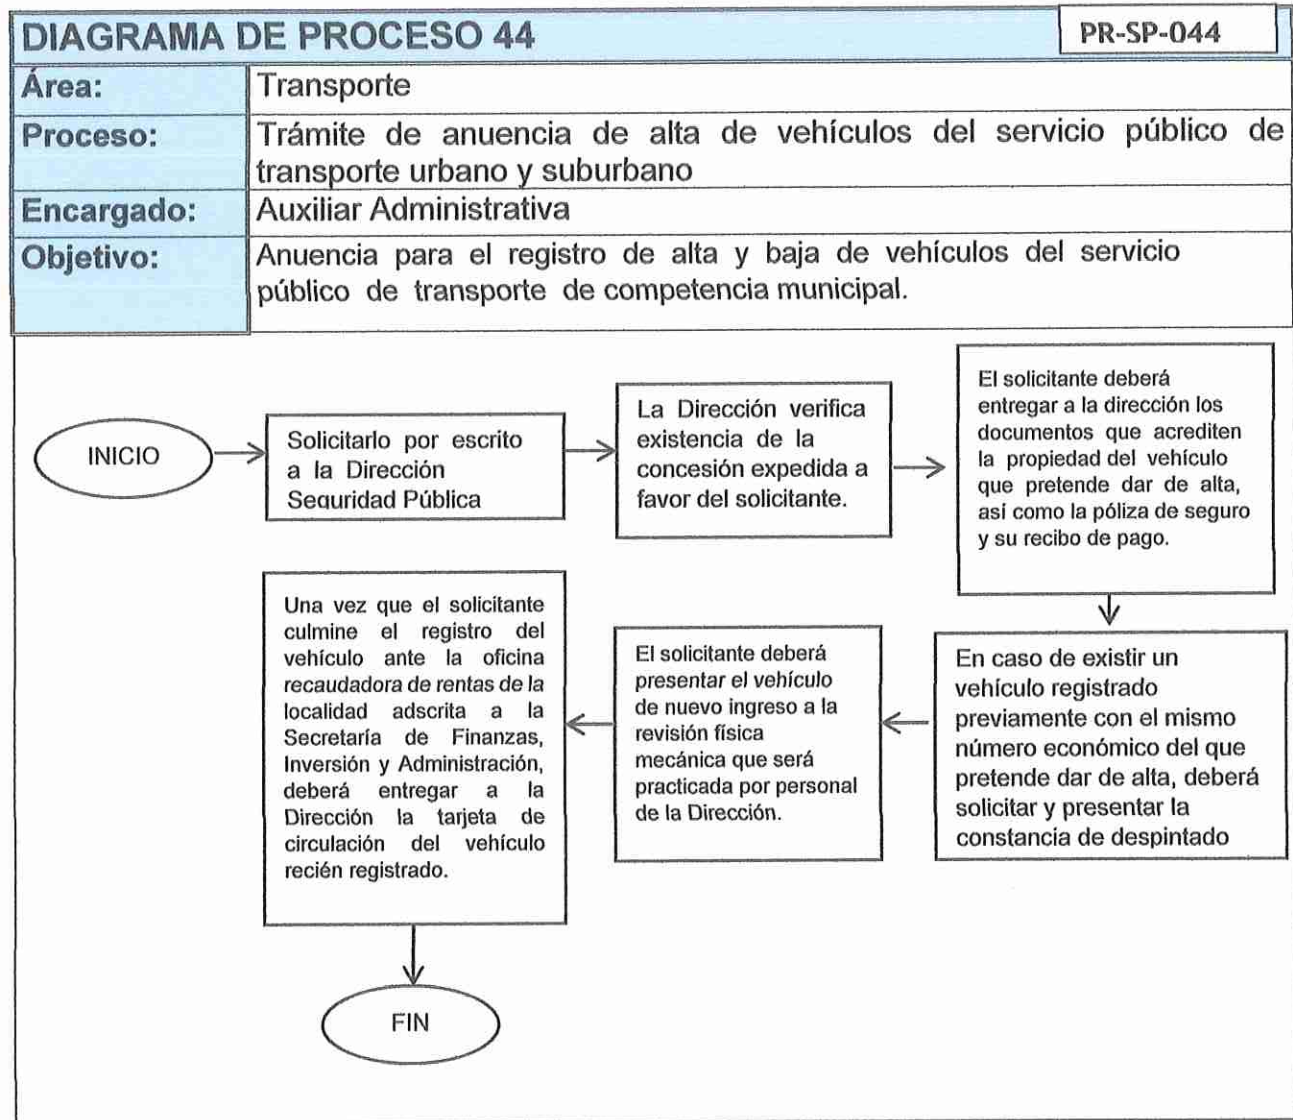 DIAGRAMA DE PROCESO 44
PR-SP-044
Área:
Transporte
Proceso:
Trámite de anuencia de alta de vehículos del servicio público de
transporte urbano y suburbano
Encargado:
Auxiliar Administrativa
Objetivo:
Anuencia para el registro de alta y baja de vehículos del servicio
público de transporte de competencia municipal.
INICIO
Solicitarlo por escrito
a la Dirección
Seguridad Pública
La Dirección verifica
existencia de la
concesión expedida a
favor del solicitante.
El solicitante deberá
entregar a la dirección los
documentos que acrediten
la propiedad del vehículo
que pretende dar de alta,
así como la póliza de seguro
y su recibo de pago.
En caso de existir un
vehículo registrado
previamente con el mismo
número económico del que
pretende dar de alta, deberá
solicitar y presentar la
constancia de despintado
El solicitante deberá
presentar el vehículo
de nuevo ingreso a la
revisión física
mecánica que será
practicada por personal
de la Dirección.
Una vez que el solicitante
culmine el registro del
vehículo ante la oficina
recaudadora de rentas de la
localidad adscrita a la
Secretaría de Finanzas,
Inversión y Administración,
deberá entregar a la
Dirección la tarjeta de
circulación del vehículo
recién registrado.
FIN